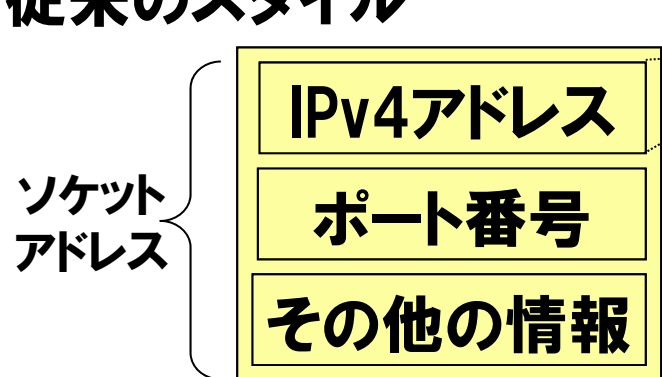 従来のスタイル
IPv4アドレス
ポート番号
その他の情報
ソケット
アドレス